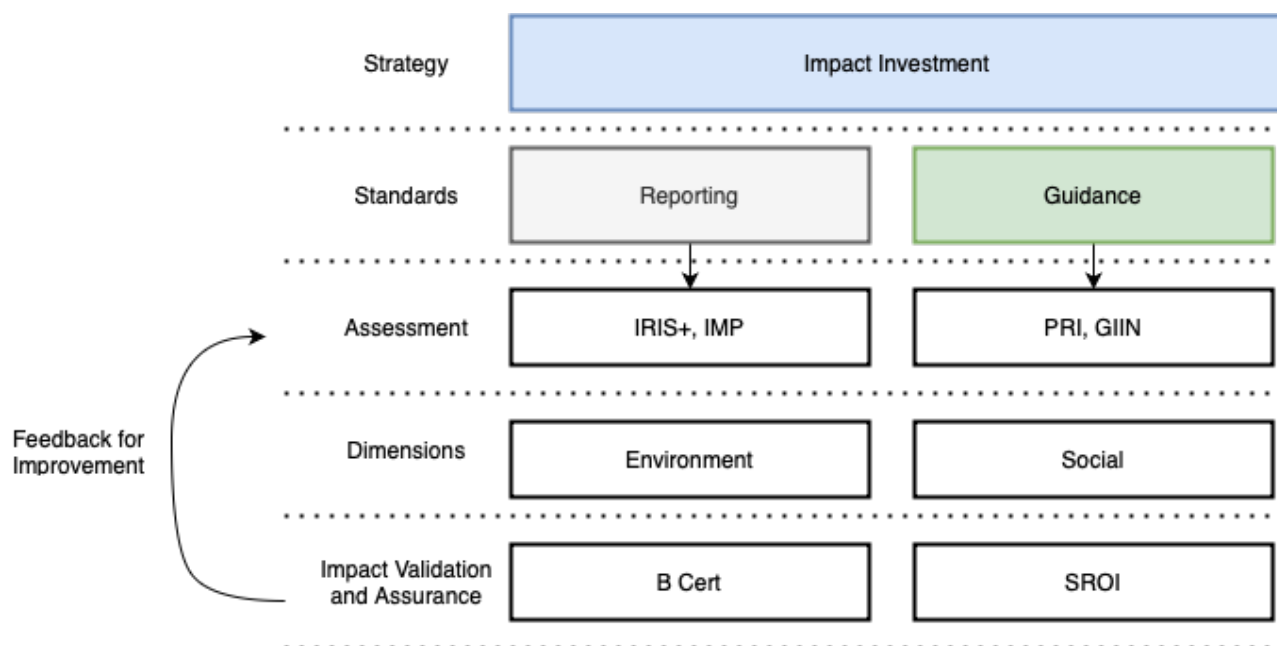 Strategy
Impact Investment
Standards
Reporting
Guidance
Assessment
IRIS+, IMP
PRI, GIIN
Feedback for
Improvement
Dimensions
Environment
Social
Impact Validation
and Assurance
B Cert
SROI